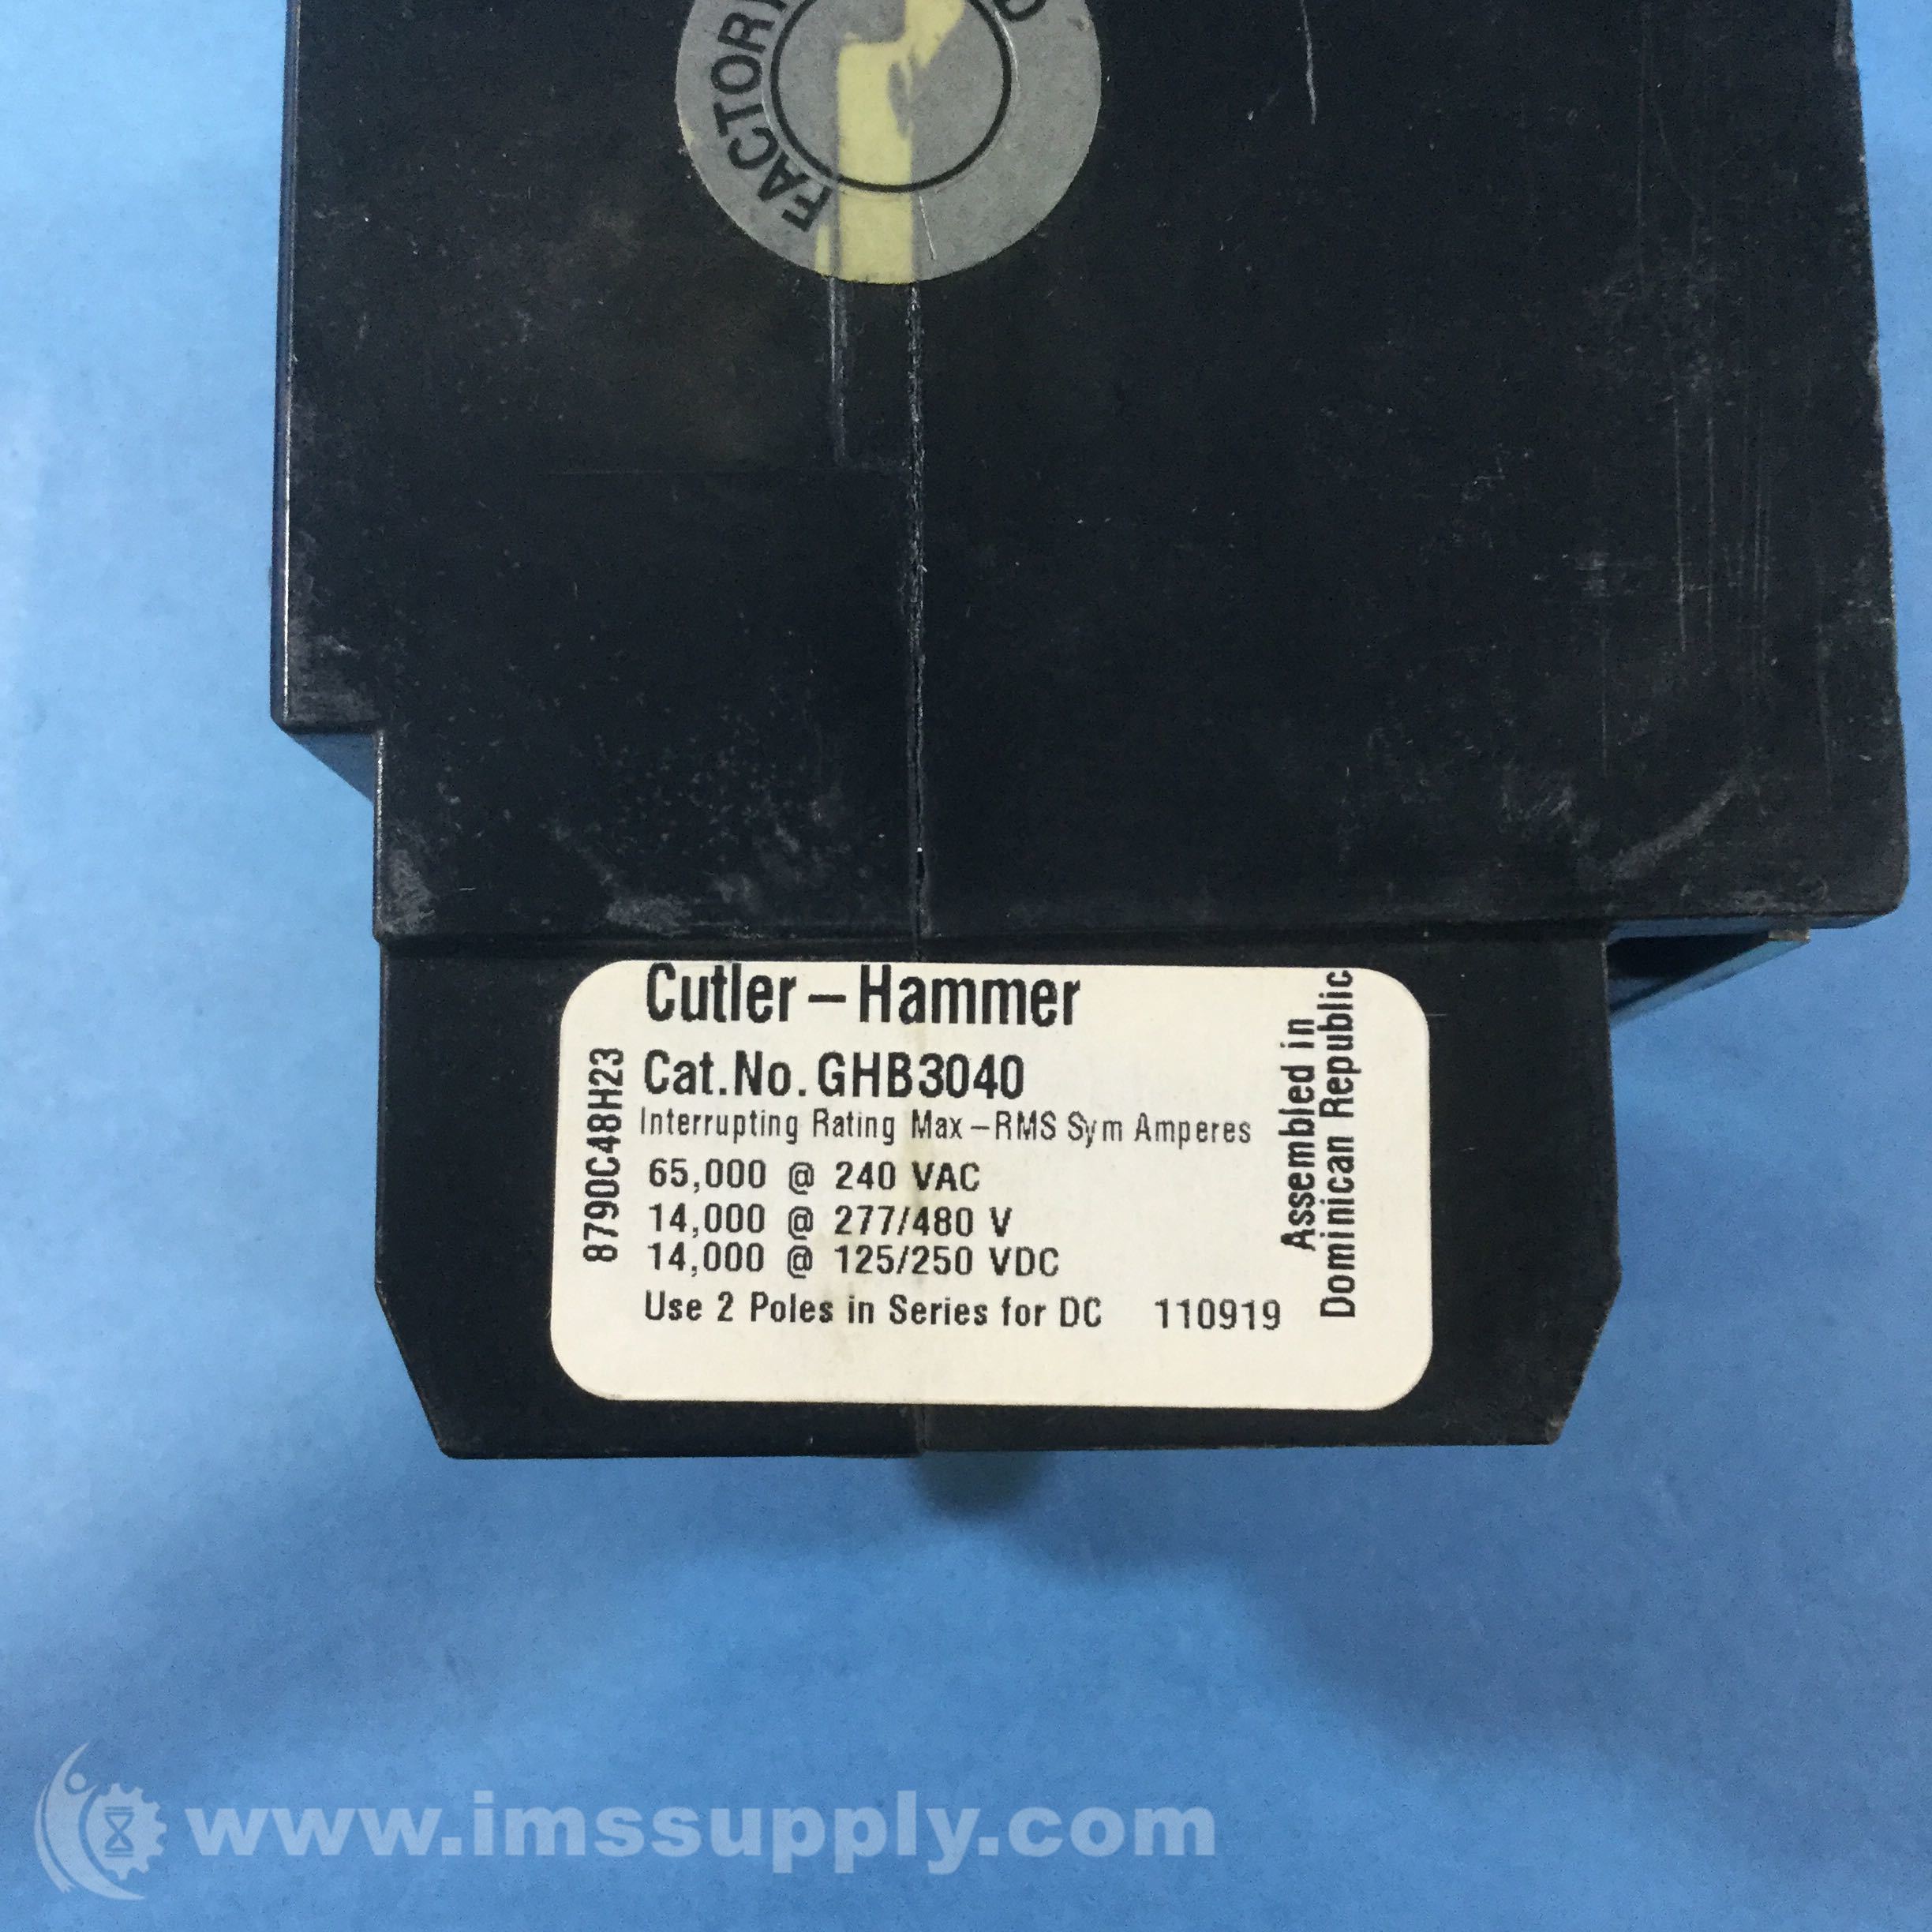 FACTORY
Cutler-Hammer
Cat.No.GHB3040
Interrupting Rating Max-RMS Sym Amperes
65,000 @ 240 VAC
14,000 @ 277/480 V
14,000 @ 125/250 VDC
Use 2 Poles in Series for DC 110919
8790C48H23
Assembled in
Dominican Republic
www.imssupply.com